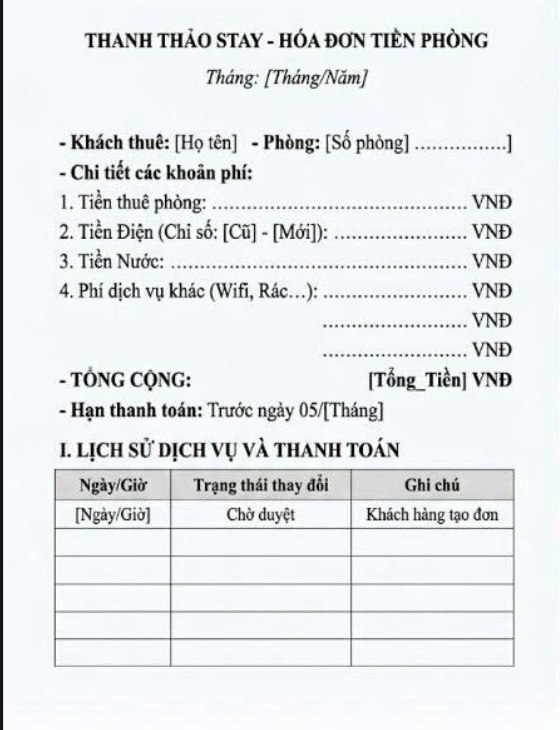 THANH THẢO STAY - HÓA ĐƠN TIỀN PHÒNG
Tháng: [Tháng/Năm]
- Khách thuê: [Họ tên] - Phòng: [Số phòng] ................]
- Chi tiết các khoản phí:
1. Tiền thuê phòng: ............................................. VNĐ
2. Tiền Điện (Chỉ số: [Cũ] - [Mới]): ....................... VNĐ
3. Tiền Nước: .................................................... VNĐ
4. Phí dịch vụ khác (Wifi, Rác…): ......................... VNĐ
......................... VNĐ
......................... VNĐ
- TỔNG CỘNG: [Tổng_Tiền] VNĐ
- Hạn thanh toán: Trước ngày 05/[Tháng]
I. LỊCH SỬ DỊCH VỤ VÀ THANH TOÁN
Ngày/Giờ Trạng thái thay đổi Ghi chú
[Ngày/Giờ] Chờ duyệt Khách hàng tạo đơn